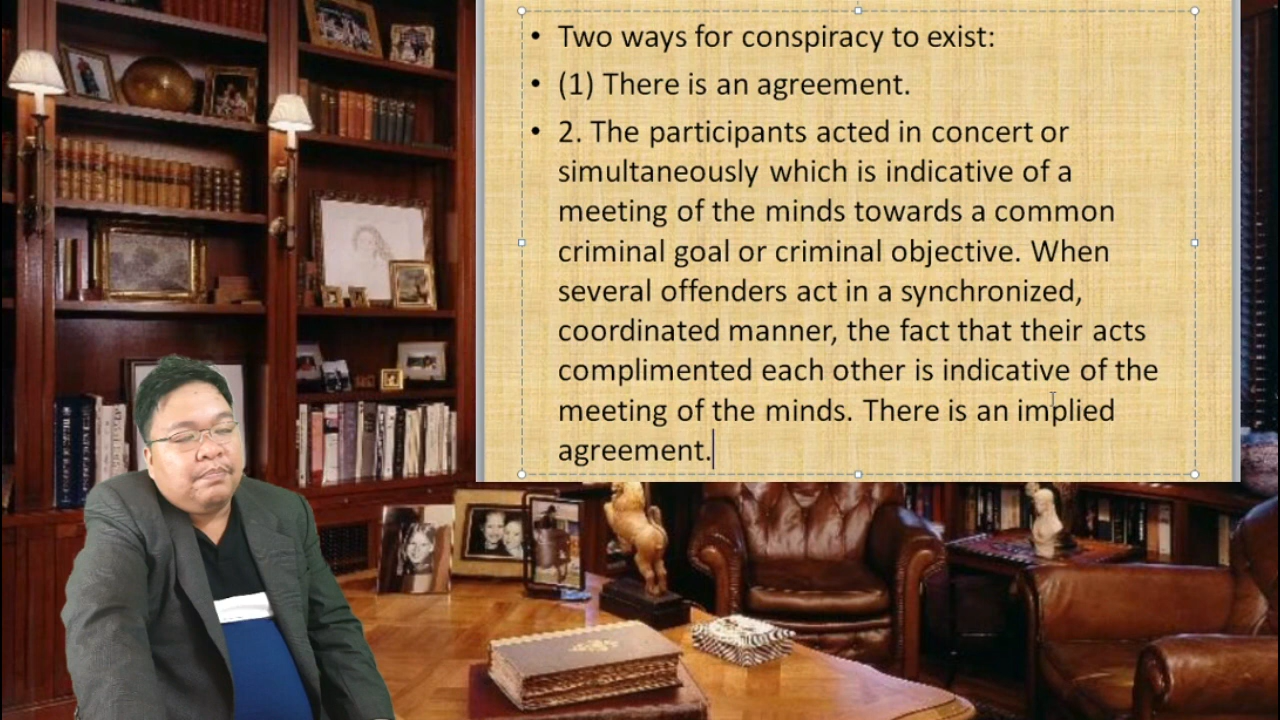 • Two ways for conspiracy to exist:
• (1) There is an agreement.
• 2. The participants acted in concert or
simultaneously which is indicative of a
meeting of the minds towards a common
criminal goal or criminal objective. When
several offenders act in a synchronized,
coordinated manner, the fact that their acts
complimented each other is indicative of the
meeting of the minds. There is an implied
agreement.